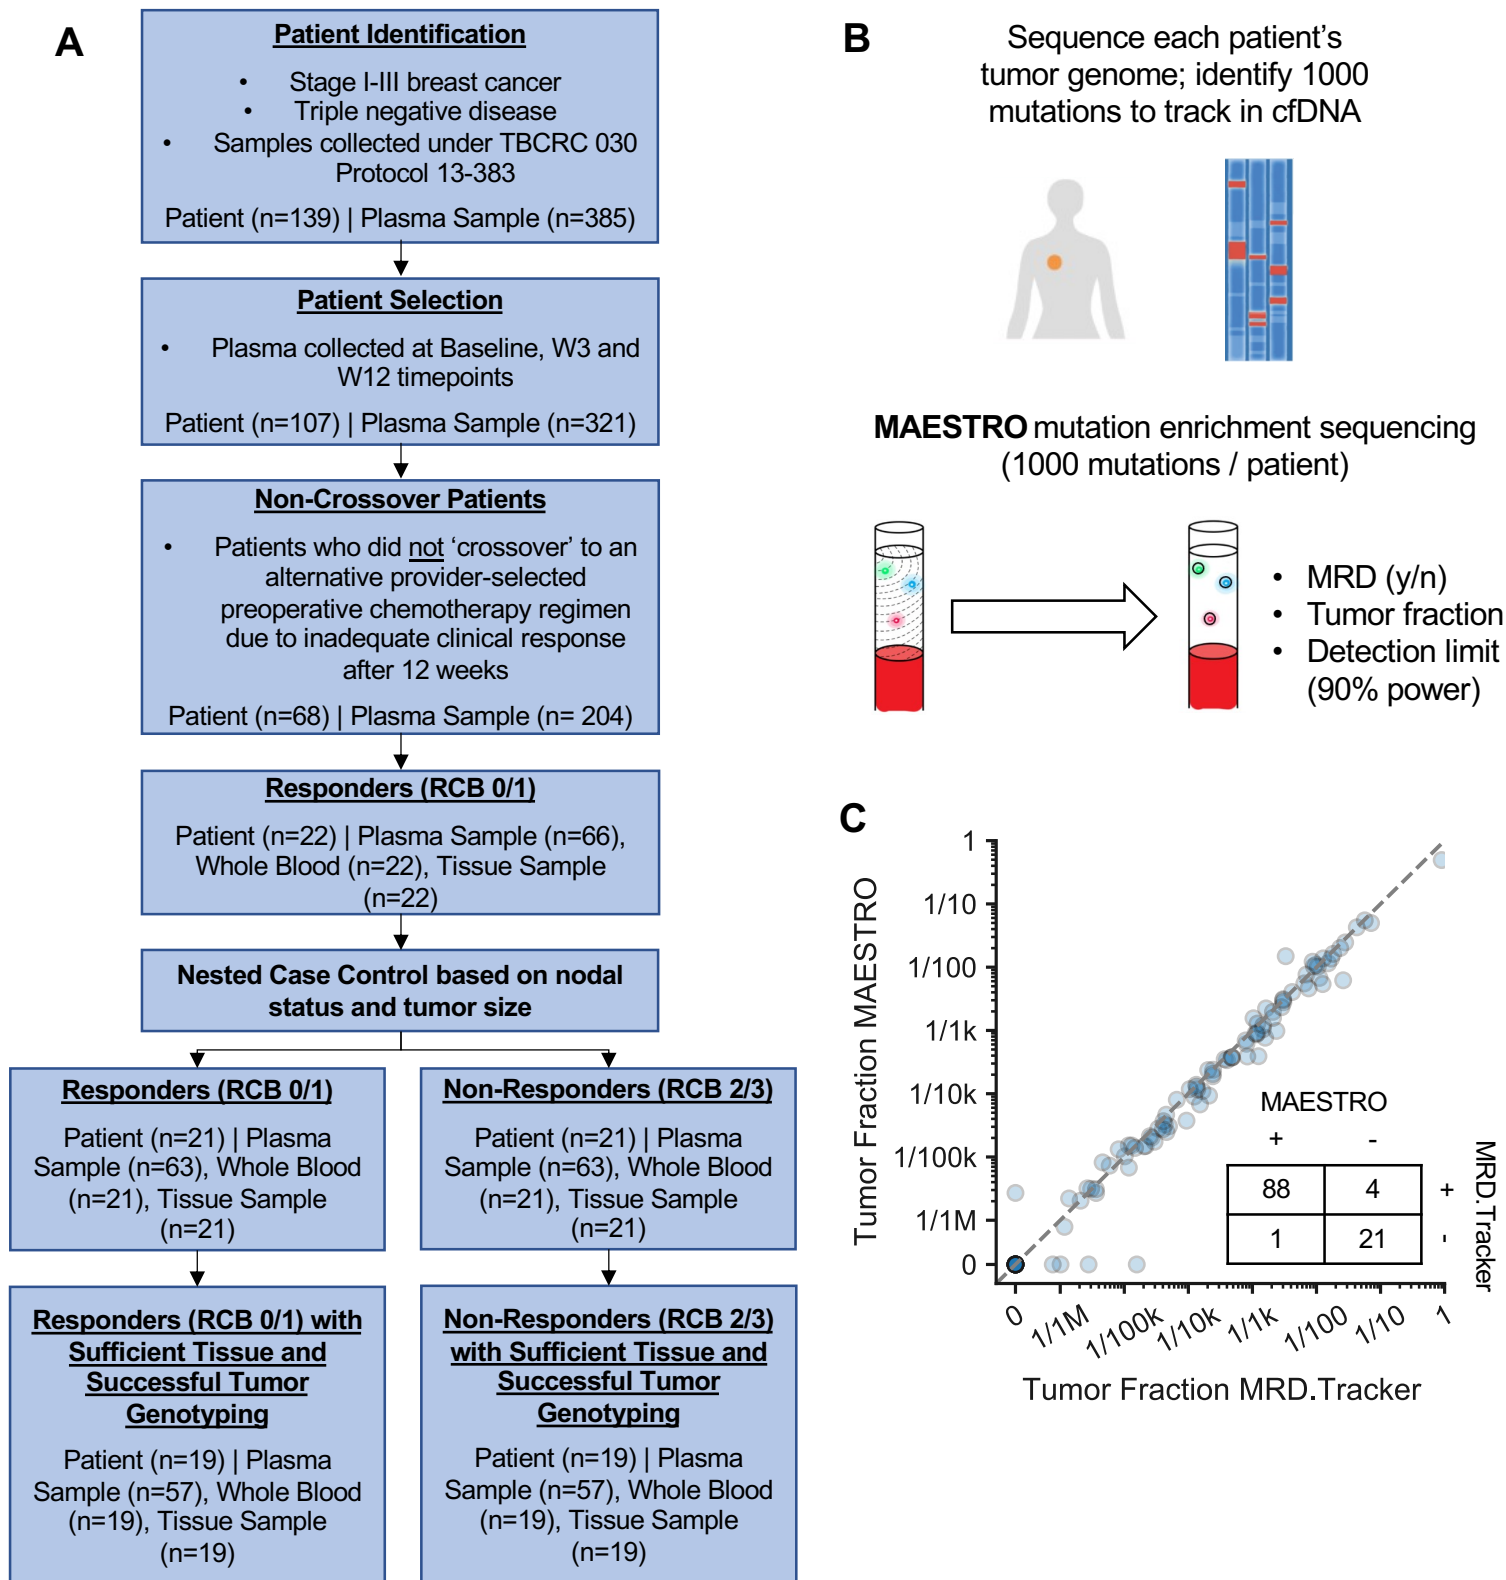 A
Patient Identification
• Stage I-III breast cancer
• Triple negative disease
• Samples collected under TBCRC 030
Protocol 13-383
Patient (n=139) | Plasma Sample (n=385)
Patient Selection
• Plasma collected at Baseline, W3 and
W12 timepoints
Patient (n=107) | Plasma Sample (n=321)
Non-Crossover Patients
• Patients who did not ‘crossover’ to an
alternative provider-selected
preoperative chemotherapy regimen
due to inadequate clinical response
after 12 weeks
Patient (n=68) | Plasma Sample (n= 204)
Responders (RCB 0/1)
Patient (n=22) | Plasma Sample (n=66),
Whole Blood (n=22), Tissue Sample
(n=22)
Nested Case Control based on nodal
status and tumor size
Responders (RCB 0/1)
Patient (n=21) | Plasma
Sample (n=63), Whole Blood
(n=21), Tissue Sample
(n=21)
Non-Responders (RCB 2/3)
Patient (n=21) | Plasma
Sample (n=63), Whole Blood
(n=21), Tissue Sample
(n=21)
Responders (RCB 0/1) with
Sufficient Tissue and
Successful Tumor
Genotyping
Patient (n=19) | Plasma
Sample (n=57), Whole Blood
(n=19), Tissue Sample
(n=19)
Non-Responders (RCB 2/3)
with Sufficient Tissue and
Successful Tumor
Genotyping
Patient (n=19) | Plasma
Sample (n=57), Whole Blood
(n=19), Tissue Sample
(n=19)
B
Sequence each patient’s
tumor genome; identify 1000
mutations to track in cfDNA
MAESTRO mutation enrichment sequencing
(1000 mutations / patient)
• MRD (y/n)
• Tumor fraction
• Detection limit
(90% power)
C
Tumor Fraction MAESTRO
1
1/10
1/100
1/1k
1/10k
1/100k
1/1M
0
MAESTRO
+ -
88 4 +
1 21 -
MRD.Tracker
0 1/1M 1/100k 1/10k 1/1k 1/100 1/10 1
Tumor Fraction MRD.Tracker